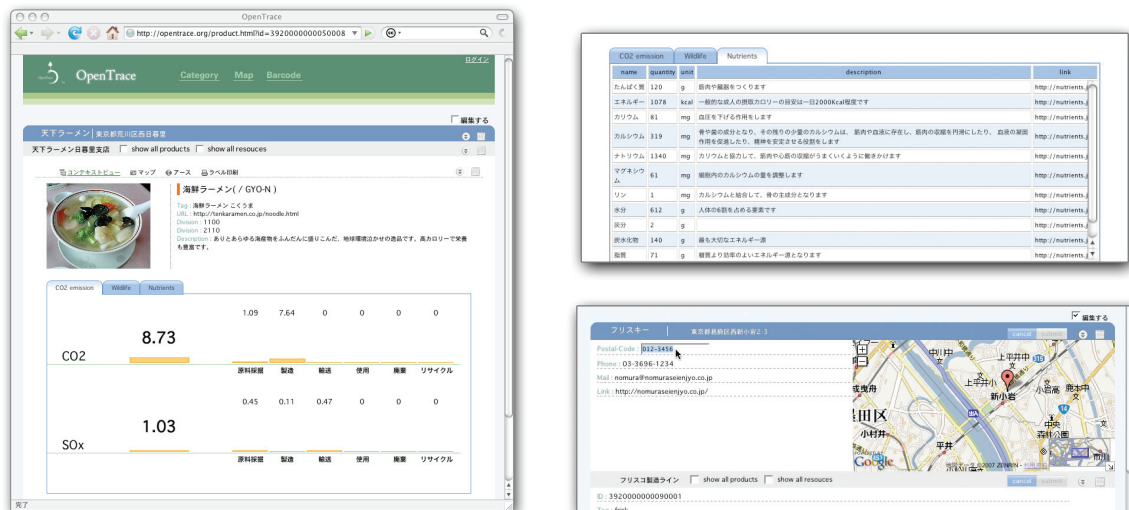 OpenTrace
http://opentrace.org/product.html?id=3920000000050008
ログイン
OpenTrace Category Map Barcode
編集する
天下ラーメン 東京都荒川区西日暮里
天下ラーメン日暮里支店 show all products show all resouces
コンテキストビュー マップ アース ラベル印刷
海鮮ラーメン( / GYO-N )
Tag : 海鮮ラーメン こくうま
URL : http://tenkaramen.co.jp/noodle.html
Division : 1100
Division : 2110
Description : ありとあらゆる海産物をふんだんに盛りこんだ、地球環境泣かせの逸品です。高カロリーで栄養
も豊富です。
CO2 emission Wildlife Nutrients
1.09 7.64 0 0 0 0
8.73
CO2
原料採掘 製造 輸送 使用 廃棄 リサイクル
0.45 0.11 0.47 0 0 0
1.03
SOx
原料採掘 製造 輸送 使用 廃棄 リサイクル
完了
CO2 emission Wildlife Nutrients
name quantity unit description link
たんぱく質 120 g 筋肉や臓器をつくります http://nutrients.j
エネルギー 1078 kcal 一般的な成人の摂取カロリーの目安は一日2000Kcal程度です http://nutrients.j
カリウム 81 mg 血圧を下げる作用をします http://nutrients.j
カルシウム 319 mg 骨や歯の成分となり、その残りの少量のカルシウムは、筋肉や血液に存在し、筋肉の収縮を円滑にしたり、血液の凝固
作用を促進したり、精神を安定させる役割をします http://nutrients.j
ナトリウム 1340 mg カリウムと協力して、筋肉や心筋の収縮がうまくいくように働きかけます http://nutrients.j
マグネシウム 61 mg 細胞内のカルシウムの量を調整します http://nutrients.j
リン 1 mg カルシウムと結合して、骨の主成分となります http://nutrients.j
水分 612 g 人体の6割を占める要素です http://nutrients.j
灰分 2 g http://nutrients.j
炭水化物 140 g 最も大切なエネルギー源 http://nutrients.j
脂質 71 g 糖質より効率のよいエネルギー源となります http://nutrients.j
編集する
フリスキー 東京都葛飾区西新小岩2-3 cancel submit
Postal-Code : 012-3456
Phone : 03-3696-1234
Mail : nomura@nomuraseienjyo.co.jp
Link : http://nomuraseienjyo.co.jp/
中川中
上平井中
315
上平井小
新小岩
小岩高
小村井
平井
14
中央
森林公園
市川
Google
地図データ ©2007 ZENRIN - 利用規約
フリスコ製造ライン show all products show all resouces cancel submit
ID : 3920000000090001
Tag : frisk